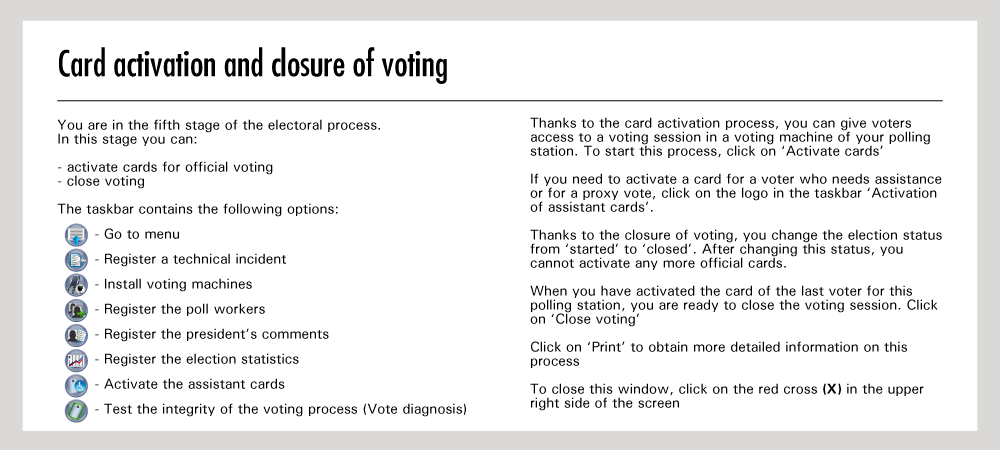 Card activation and closure of voting
You are in the fifth stage of the electoral process.
In this stage you can:
- activate cards for official voting
- close voting
The taskbar contains the following options:
- Go to menu
- Register a technical incident
- Install voting machines
- Register the poll workers
- Register the president's comments
- Register the election statistics
- Activate the assistant cards
- Test the integrity of the voting process (Vote diagnosis)
Thanks to the card activation process, you can give voters
access to a voting session in a voting machine of your polling
station. To start this process, click on ‘Activate cards’
If you need to activate a card for a voter who needs assistance
or for a proxy vote, click on the logo in the taskbar ‘Activation
of assistant cards’.
Thanks to the closure of voting, you change the election status
from ‘started’ to ‘closed’. After changing this status, you
cannot activate any more official cards.
When you have activated the card of the last voter for this
polling station, you are ready to close the voting session. Click
on ‘Close voting’
Click on ‘Print’ to obtain more detailed information on this
process
To close this window, click on the red cross (X) in the upper
right side of the screen